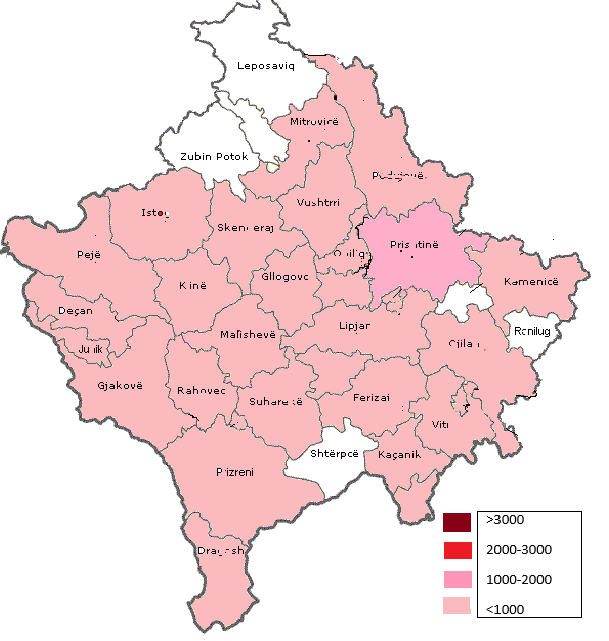 Leposaviq
Mitrovicë
Zubin Potok
Podujevë
Vushtrri
Istog
Skenderaj
Prishtinë
Pejë
Gllogovc
Klinë
Kamenicë
Deçan
Lipjan
Ranilug
Malishevë
Gjilan
Junik
Gjakovë
Rahovec
Suharekë
Ferizaj
Viti
Shtërpcë
Kaçanik
Prizreni
Dragash
>3000
2000-3000
1000-2000
<1000